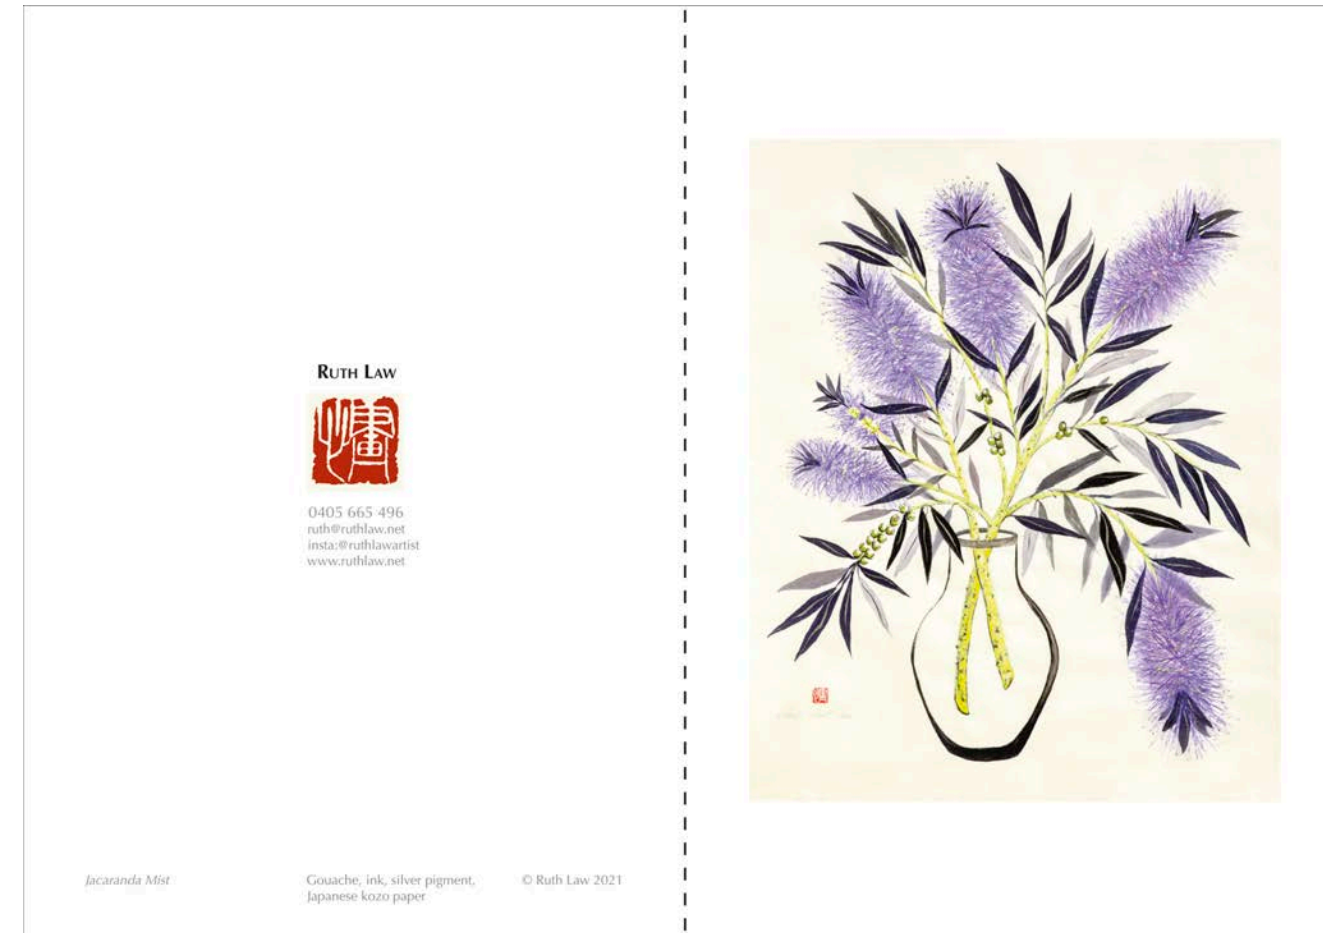 RUTH LAW
0405 665 496
ruth@ruthlaw.net
insta:@ruthlawartist
www.ruthlaw.net
Jacaranda Mist
Gouache, ink, silver pigment,
Japanese kozo paper
© Ruth Law 2021